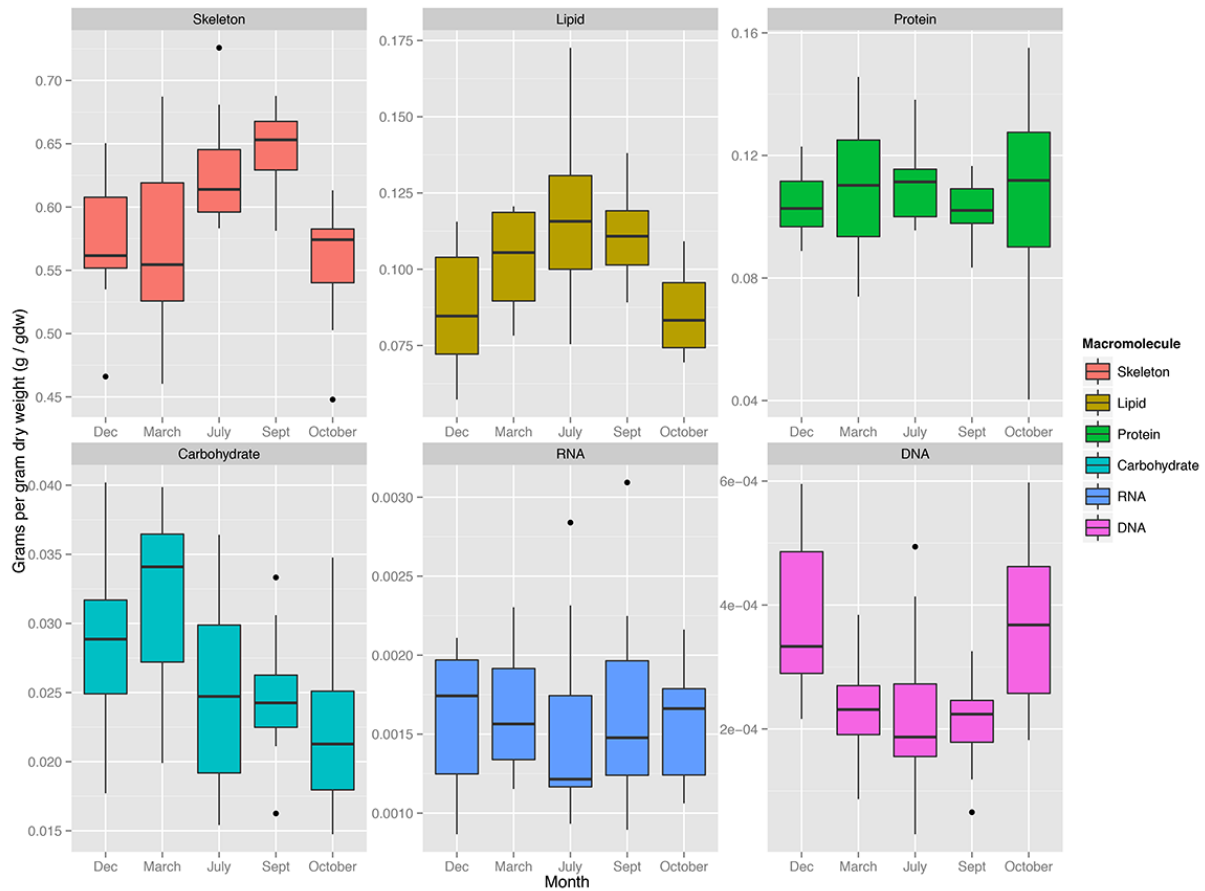 Skeleton
Lipid
Protein
0.70
0.65
0.60
0.55
0.50
0.45
0.175
0.150
0.125
0.100
0.075
0.16
0.12
0.08
0.04
Dec March July Sept October
Dec March July Sept October
Dec March July Sept October
Grams per gram dry weight (g / gdw)
Carbohydrate
RNA
DNA
0.040
0.035
0.030
0.025
0.020
0.015
0.0030
0.0025
0.0020
0.0015
0.0010
6e−04
4e−04
2e−04
Dec March July Sept October
Dec March July Sept October
Dec March July Sept October
Month
Macromolecule
Skeleton
Lipid
Protein
Carbohydrate
RNA
DNA